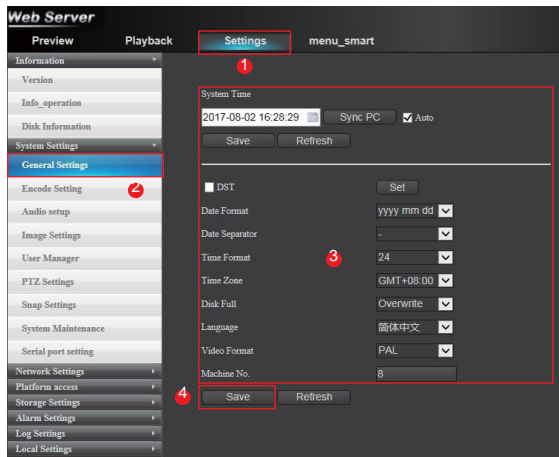 Web Server
Preview Playback Settings menu_smart
1
Information
Version
Info_operation
Disk Information
System Settings
General Settings
2
Encode Setting
Audio setup
Image Settings
User Manager
PTZ Settings
Snap Settings
System Maintenance
Serial port setting
Network Settings
Platform access
Storage Settings
Alarm Settings
Log Settings
Local Settings
System Time
2017-08-02 16:28:29 Sync PC Auto
Save Refresh
DST Set
Date Format yyyy mm dd
Date Separator -
Time Format 3 24
Time Zone GMT+08:00
Disk Full Overwrite
Language 简体中文
Video Format PAL
Machine No. 8
4 Save Refresh